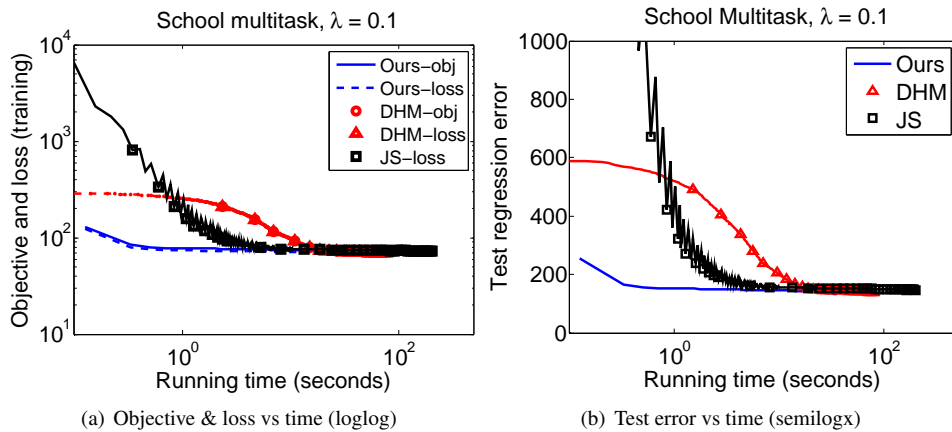 School multitask, λ = 0.1
Objective and loss (training)
10^4
10^3
10^2
10^1
Ours−obj
Ours−loss
DHM−obj
DHM−loss
JS−loss
10^0
10^2
Running time (seconds)
(a) Objective & loss vs time (loglog)
School Multitask, λ = 0.1
Test regression error
1000
800
600
400
200
0
Ours
DHM
JS
10^0
10^2
Running time (seconds)
(b) Test error vs time (semilogx)